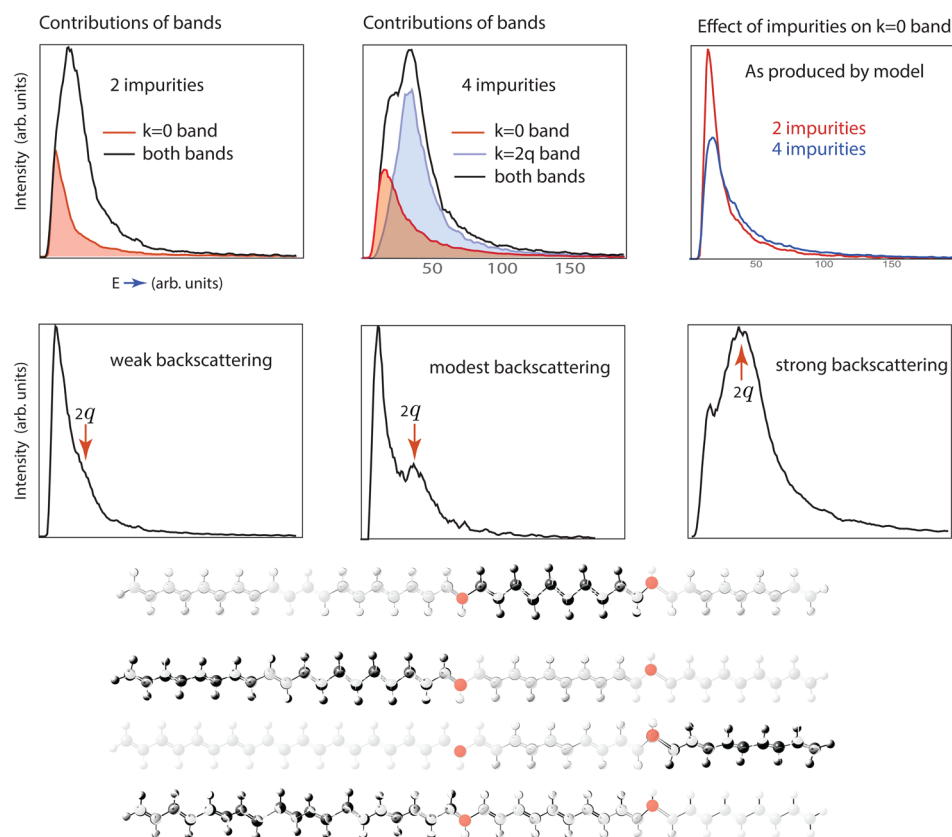 Contributions of bands
Contributions of bands
Effect of impurities on k=0 band
Intensity (arb. units)
2 impurities
k=0 band
both bands
4 impurities
k=0 band
k=2q band
both bands
As produced by model
2 impurities
4 impurities
50
100
150
50
100
150
E (arb. units)
Intensity (arb. units)
weak backscattering
2q
modest backscattering
2q
strong backscattering
2q